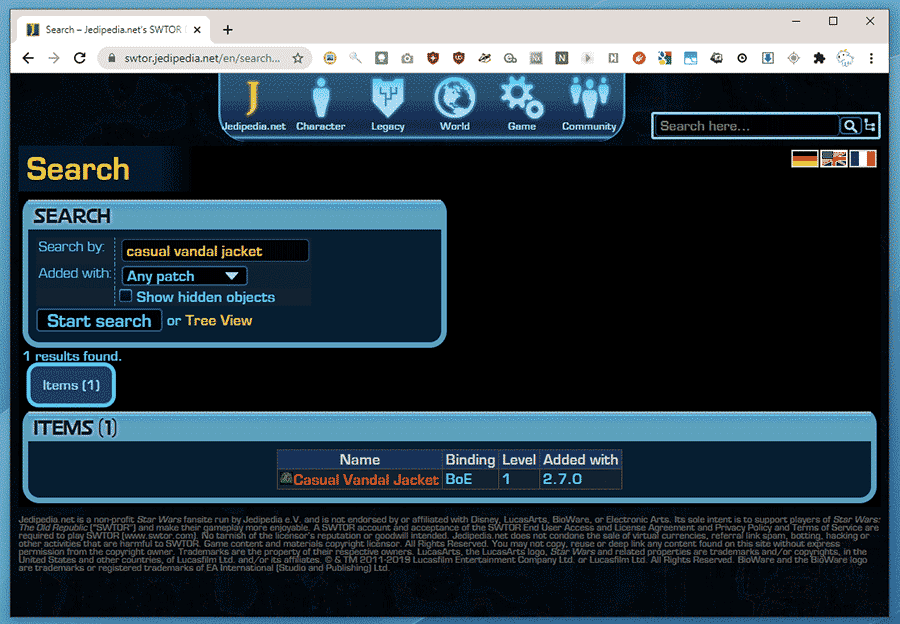 Search – Jedipedia.net's SWTOR
swtor.jedipedia.net/en/search...
Jedipedia.net Character Legacy World Game Community
Search here...
Search
SEARCH
Search by: casual vandal jacket
Added with: Any patch
Show hidden objects
Start search or Tree View
1 results found.
Items (1)
ITEMS (1)
Name Binding Level Added with
Casual Vandal Jacket BoE 1 2.7.0
Jedipedia.net is a non-profit Star Wars fansite run by Jedipedia e.V. and is not endorsed by or affiliated with Disney, LucasArts, BioWare, or Electronic Arts. Its sole intent is to support players of Star Wars:
The Old Republic ("SWTOR") and make their gameplay more enjoyable. A SWTOR account and acceptance of the SWTOR End User Access and License Agreement and Privacy Policy and Terms of Service are
required to play SWTOR (www.swtor.com). No tarnish of the licensor's reputation or goodwill intended. Jedipedia.net does not condone the sale of virtual currencies, referral link spam, botting, hacking or
other activities that are harmful to SWTOR. Game content and materials copyright licensor. All Rights Reserved. You may not copy, reuse or deep link any content found on this site without express
permission from the copyright owner. Trademarks are the property of their respective owners. LucasArts, the LucasArts logo, Star Wars and related properties are trademarks and/or copyrights, in the
United States and other countries, of Lucasfilm Ltd. and/or its affiliates. © & TM 2011-2019 Lucasfilm Entertainment Company Ltd. or Lucasfilm Ltd. All Rights Reserved. BioWare and the BioWare logo
are trademarks or registered trademarks of EA International (Studio and Publishing) Ltd.